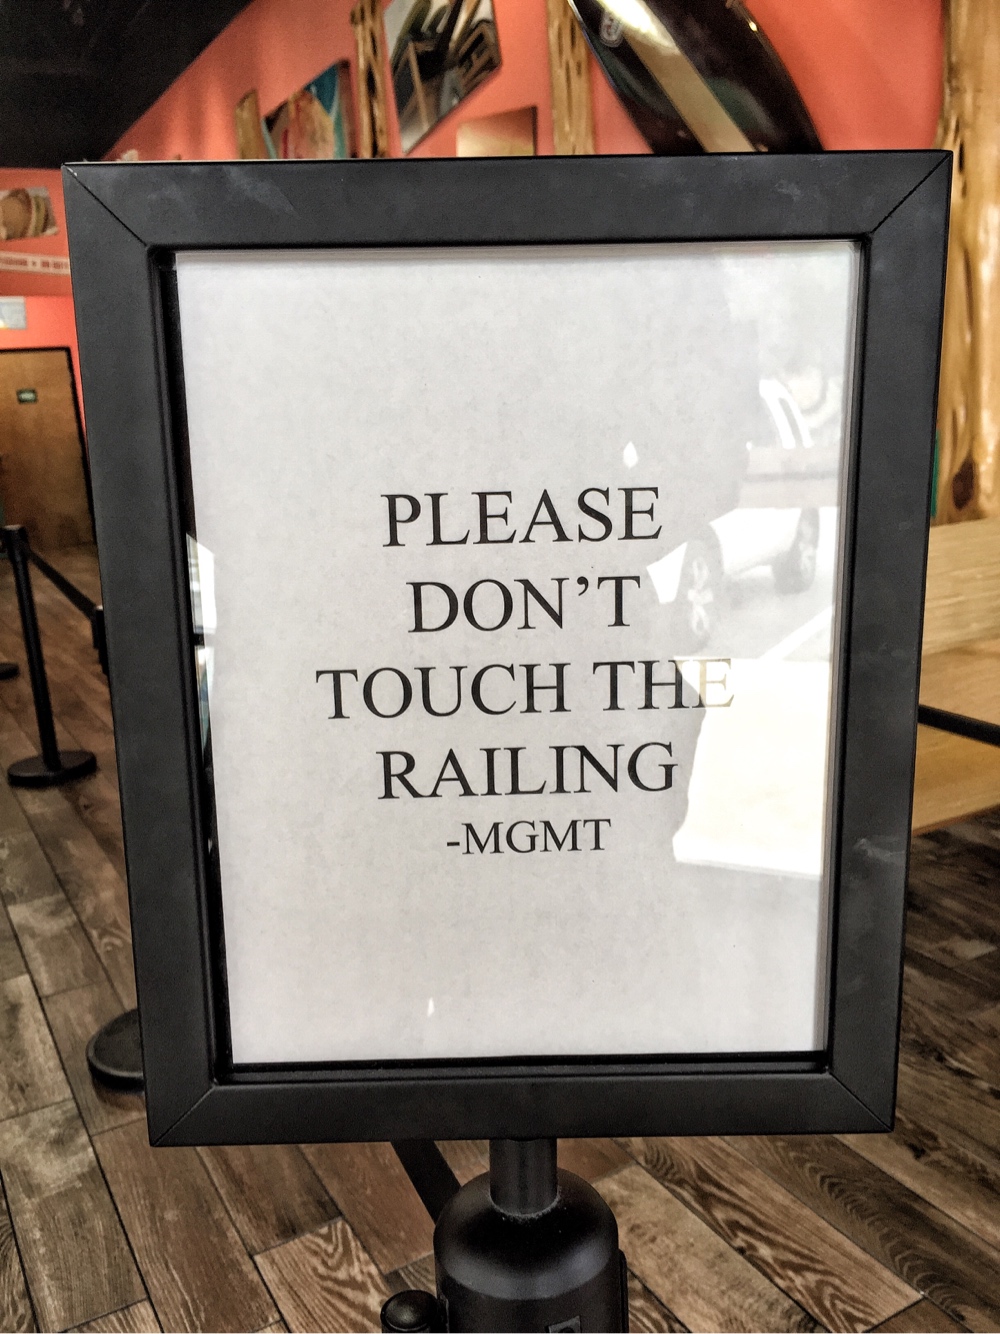 PLEASE
DON'T
TOUCH THE
RAILING
-MGMT